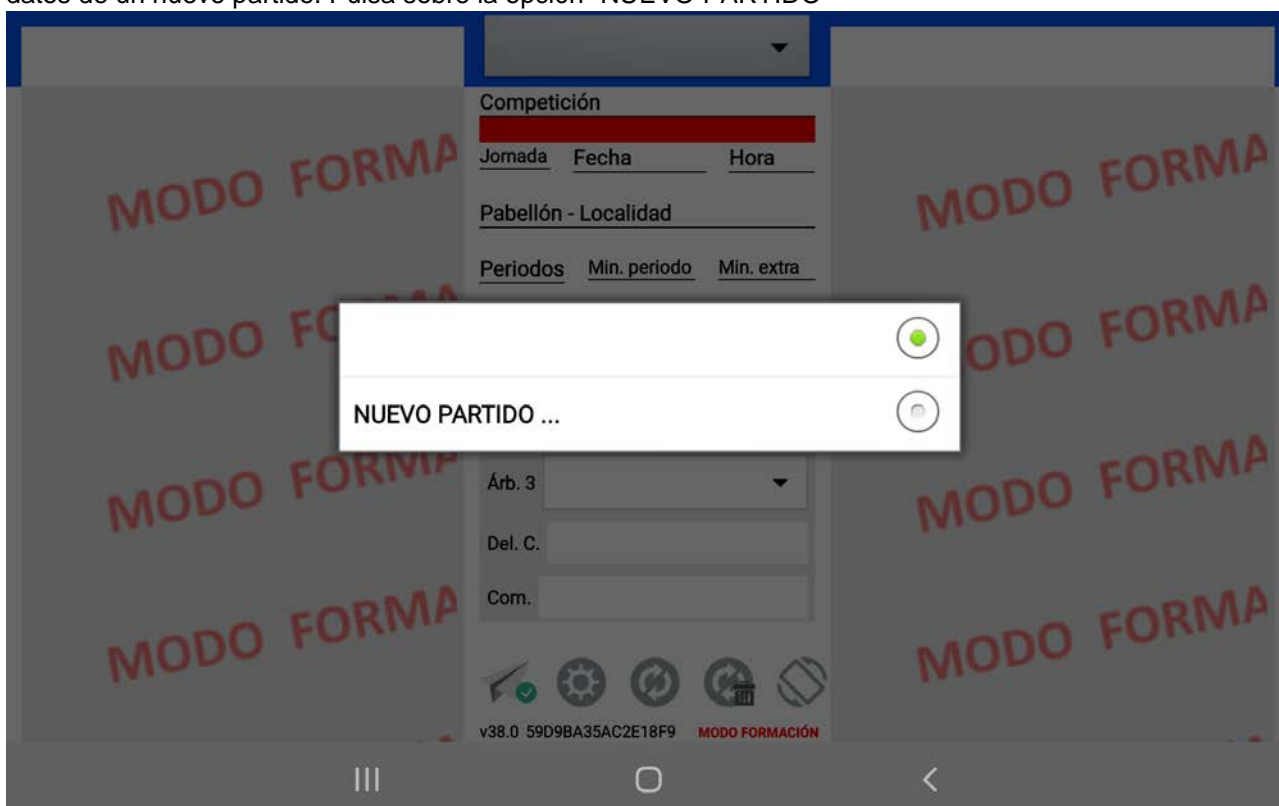 datos de un nuevo partido. Pulsa sobre la opción "NUEVO PARTIDO"
Competición
Jornada Fecha Hora
Pabellón - Localidad
Periodos Min. periodo Min. extra
NUEVO PARTIDO ...
Árb. 3
Del. C.
Com.
v38.0 59D9BA35AC2E18F9 MODO FORMACIÓN
MODO FORMA
MODO FORMA
MODO FORMA
MODO FORMA
MODO FORMA
ODO FORMA
MODO FORMA
MODO FORMA